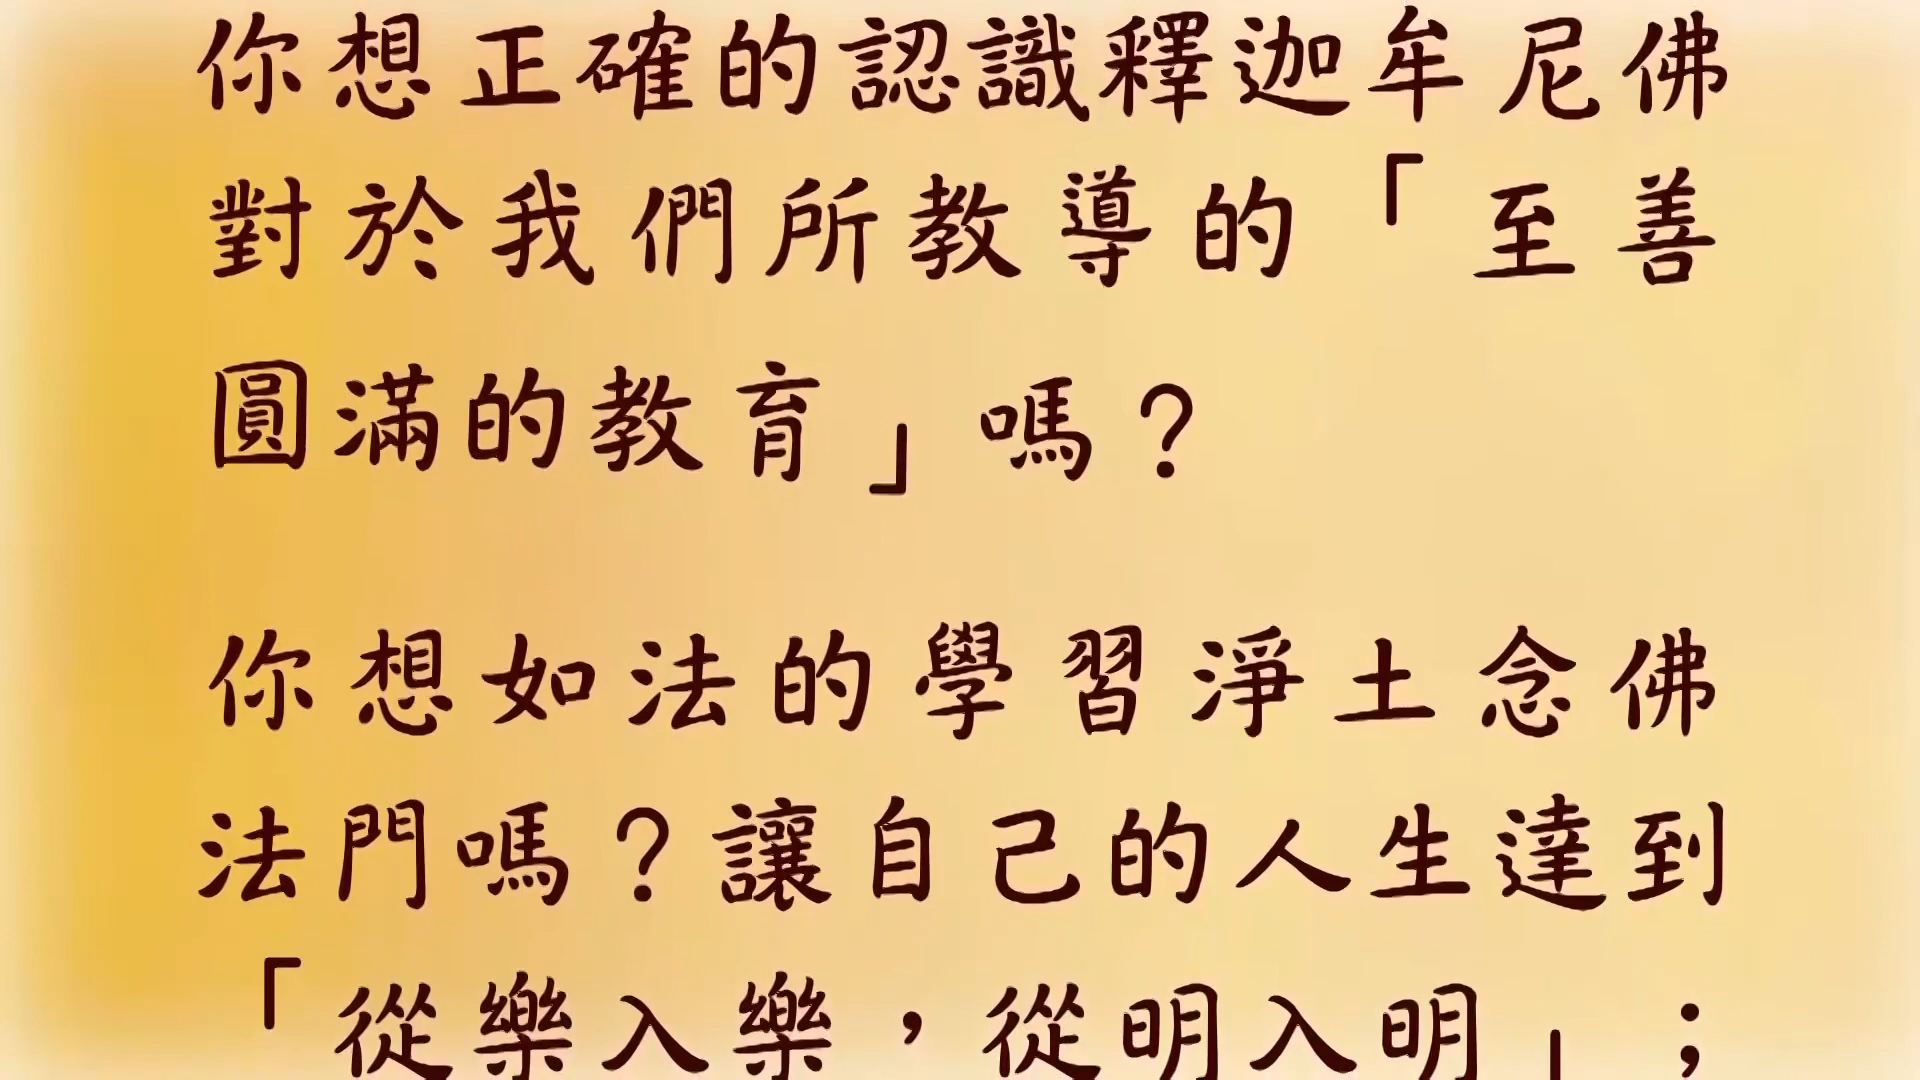 你想正確的認識釋迦牟尼佛
對於我們所教導的「至善
圓滿的教育」嗎？
你想如法的學習淨土念佛
法門嗎？讓自己的人生達到
「從樂入樂，從明入明」；